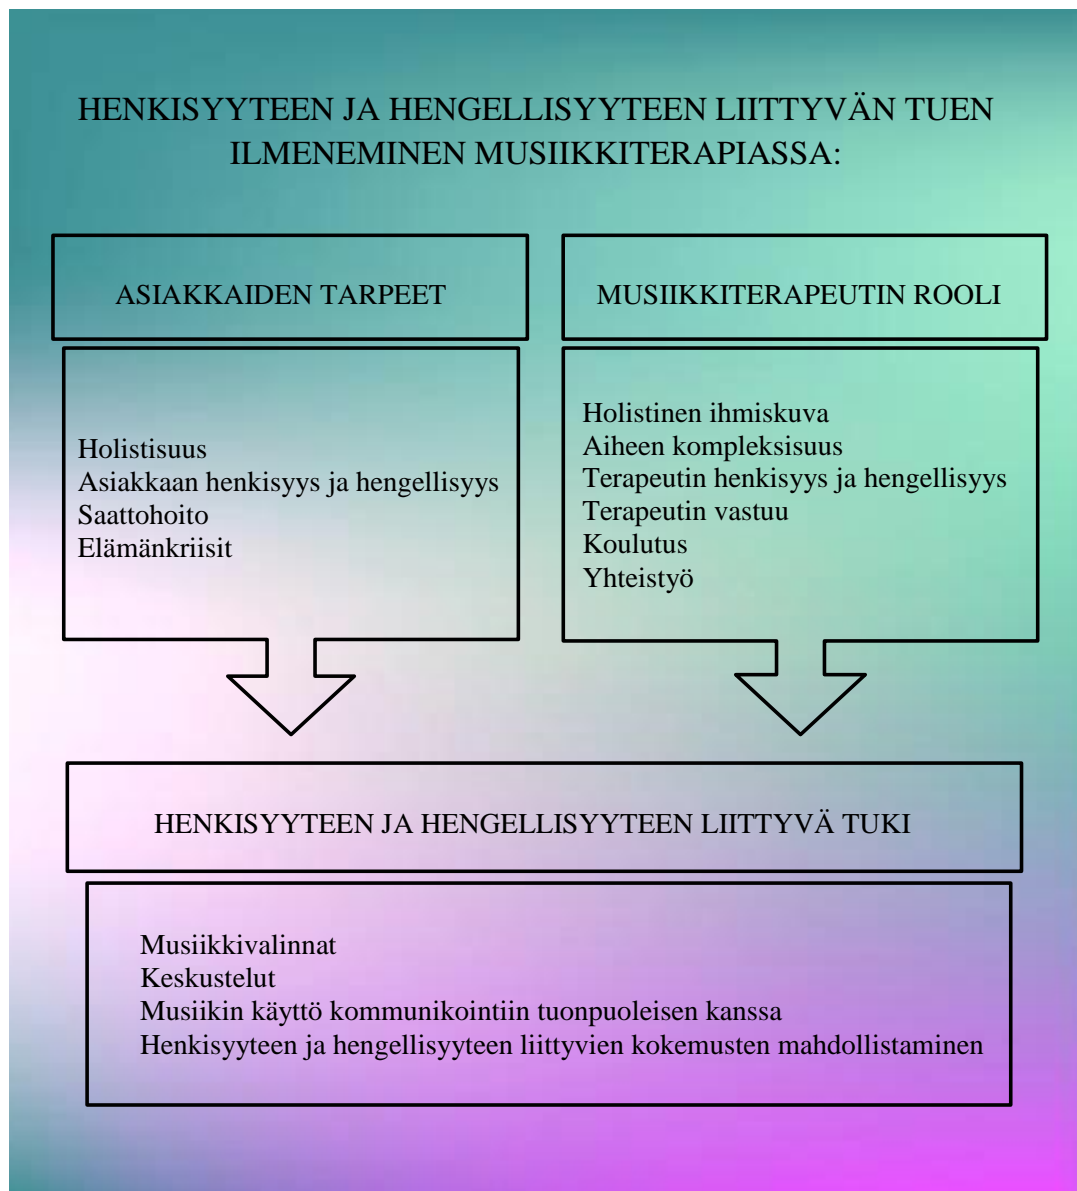 HENKISYYTEEN JA HENGELLISYYTEEN LIITTYVÄN TUEN
ILMENEMINEN MUSIIKKITERAPIASSA:
ASIAKKAIDEN TARPEET
Holistisuus
Asiakkaan henkisyys ja hengellisyys
Saattohoito
Elämänkriisit
MUSIIKKITERAPEUTIN ROOLI
Holistinen ihmiskuva
Aiheen kompleksisuus
Terapeutin henkisyys ja hengellisyys
Terapeutin vastuu
Koulutus
Yhteistyö
HENKISYYTEEN JA HENGELLISYYTEEN LIITTYVÄ TUKI
Musiikkivalinnat
Keskustelut
Musiikin käyttö kommunikointiin tuonpuoleisen kanssa
Henkisyyteen ja hengellisyyteen liittyvien kokemusten mahdollistaminen